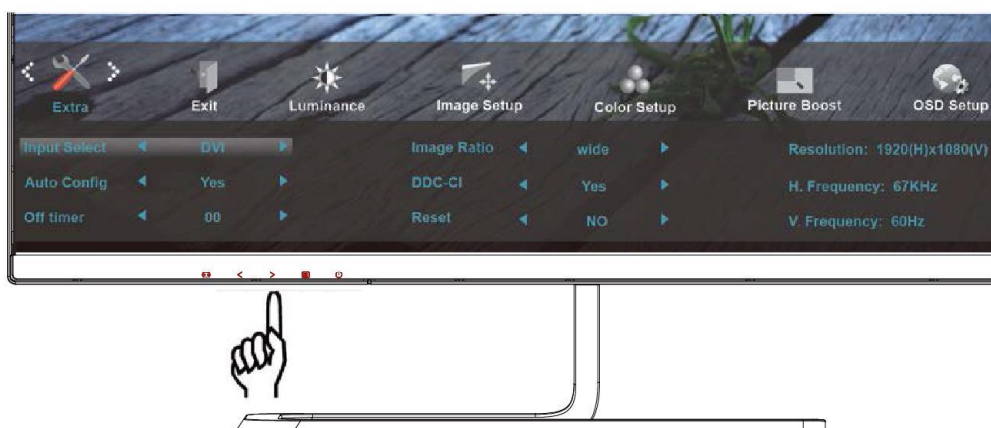 Extra Exit Luminance Image Setup Color Setup Picture Boost OSD Setup
Input Select DVI Image Ratio wide Resolution: 1920(H)x1080(V)
Auto Config Yes DDC-CI Yes H. Frequency: 67KHz
Off timer 00 Reset NO V. Frequency: 60Hz